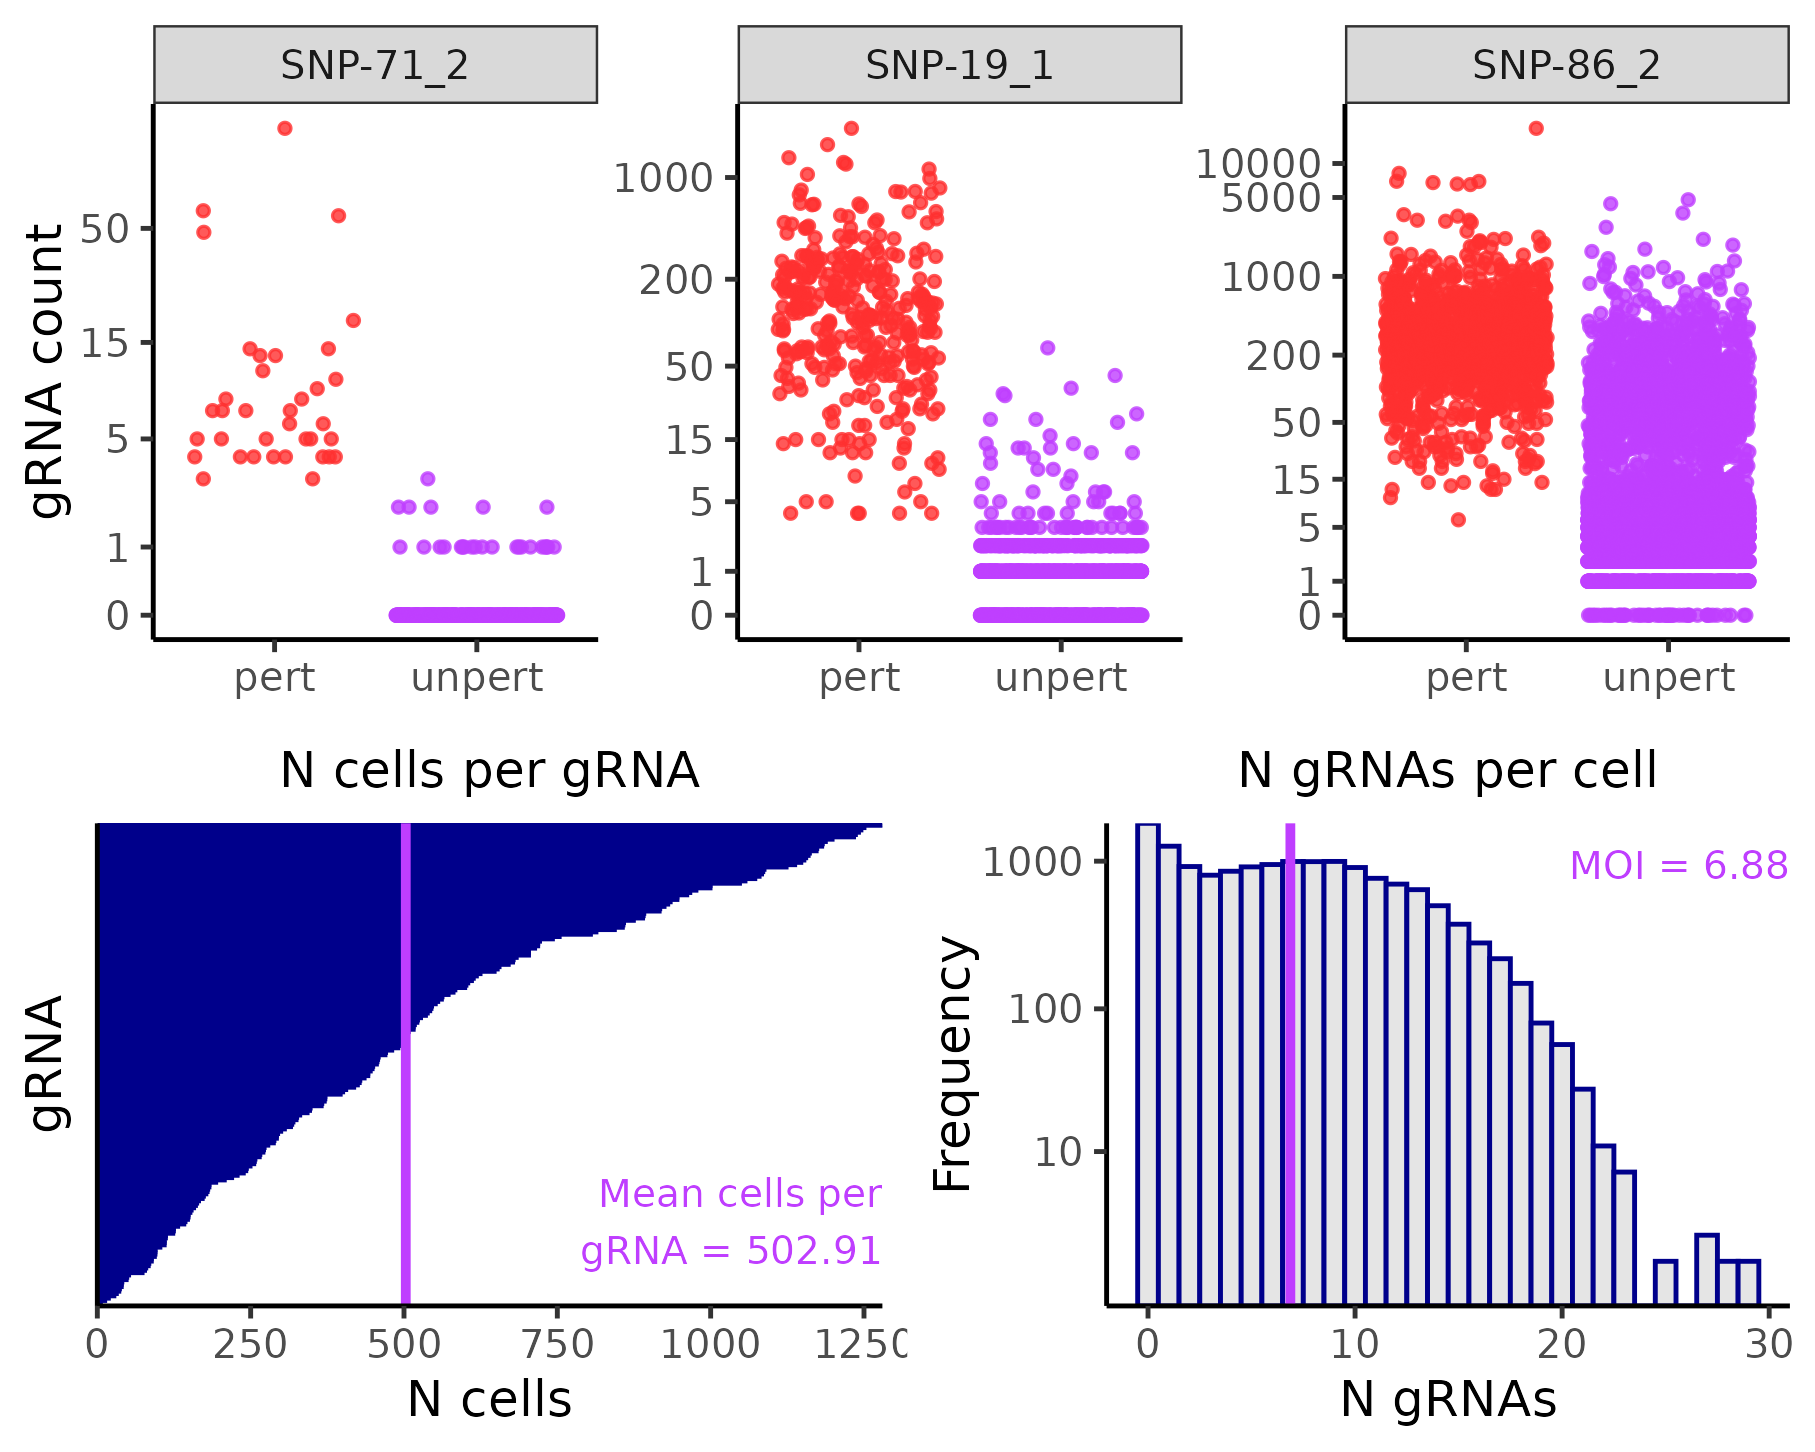 SNP-71_2
SNP-19_1
SNP-86_2
gRNA count
50
15
5
1
0
1000
200
50
15
5
1
0
10000
5000
1000
200
50
15
5
1
0
pert
unpert
pert
unpert
pert
unpert
N cells per gRNA
gRNA
Mean cells per
gRNA = 502.91
0
250
500
750
1000
1250
N cells
N gRNAs per cell
Frequency
1000
100
10
MOI = 6.88
0
10
20
30
N gRNAs